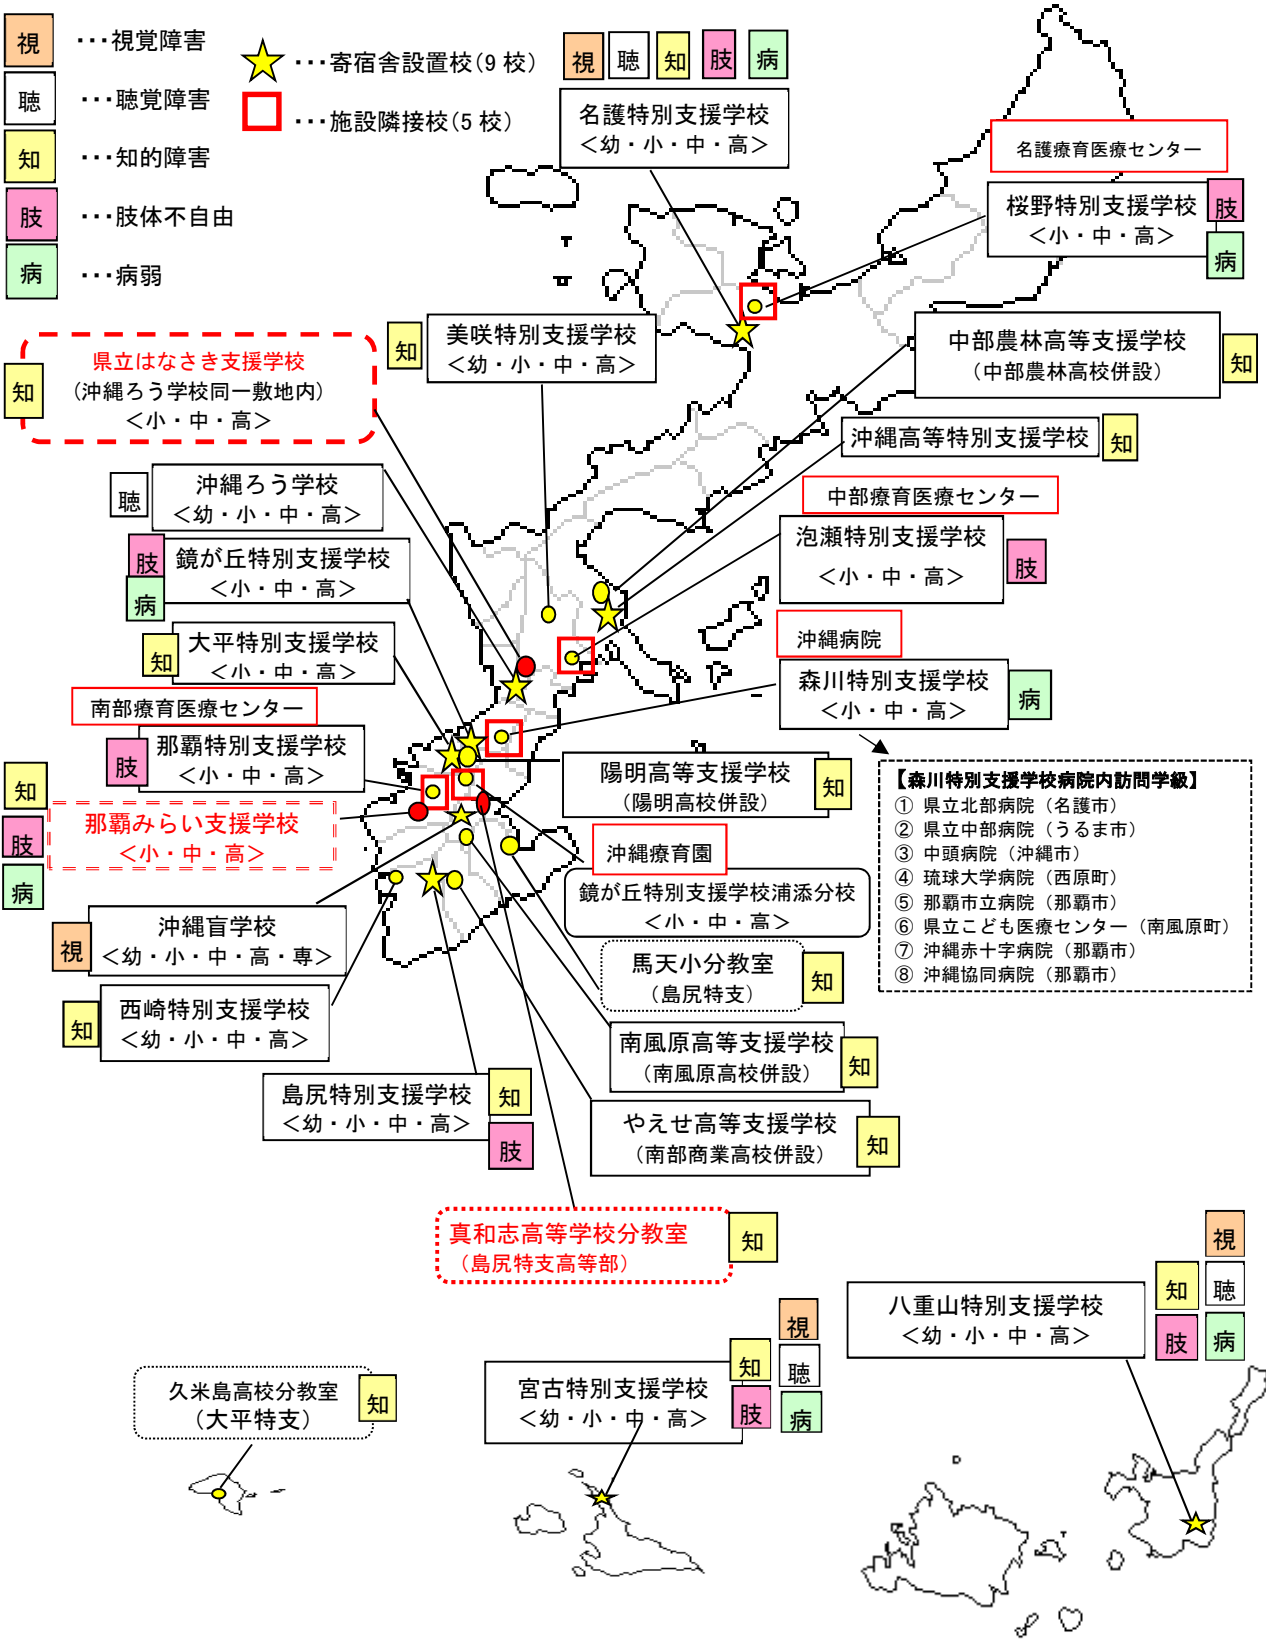 視 ・・・視覚障害
聴 ・・・聴覚障害
知 ・・・知的障害
肢 ・・・肢体不自由
病 ・・・病弱
・・・寄宿舎設置校(9 校)
・・・施設隣接校(5 校)
視 聴 知 肢 病
名護特別支援学校
＜幼・小・中・高＞
名護療育医療センター
桜野特別支援学校
＜小・中・高＞
肢
病
知
美咲特別支援学校
＜幼・小・中・高＞
中部農林高等支援学校
（中部農林高校併設）
知
知
県立はなさき支援学校
(沖縄ろう学校同一敷地内)
＜小・中・高＞
沖縄高等特別支援学校
知
聴
沖縄ろう学校
＜幼・小・中・高＞
中部療育医療センター
泡瀬特別支援学校
＜小・中・高＞
肢
肢
病
鏡が丘特別支援学校
＜小・中・高＞
知
大平特別支援学校
＜小・中・高＞
沖縄病院
森川特別支援学校
＜小・中・高＞
病
南部療育医療センター
肢
那覇特別支援学校
＜小・中・高＞
陽明高等支援学校
（陽明高校併設）
知
【森川特別支援学校病院内訪問学級】
① 県立北部病院（名護市）
② 県立中部病院（うるま市）
③ 中頭病院（沖縄市）
④ 琉球大学病院（西原町）
⑤ 那覇市立病院（那覇市）
⑥ 県立こども医療センター（南風原町）
⑦ 沖縄赤十字病院（那覇市）
⑧ 沖縄協同病院（那覇市）
知
肢
病
那覇みらい支援学校
＜小・中・高＞
沖縄療育園
鏡が丘特別支援学校浦添分校
＜小・中・高＞
視
沖縄盲学校
＜幼・小・中・高・専＞
馬天小分教室
（島尻特支）
知
知
西崎特別支援学校
＜幼・小・中・高＞
南風原高等支援学校
（南風原高校併設）
知
島尻特別支援学校
＜幼・小・中・高＞
知
肢
やえせ高等支援学校
（南部商業高校併設）
知
真和志高等学校分教室
（島尻特支高等部）
知
八重山特別支援学校
＜幼・小・中・高＞
視
知 聴
肢 病
久米島高校分教室
（大平特支）
知
宮古特別支援学校
＜幼・小・中・高＞
視
知 聴
肢 病